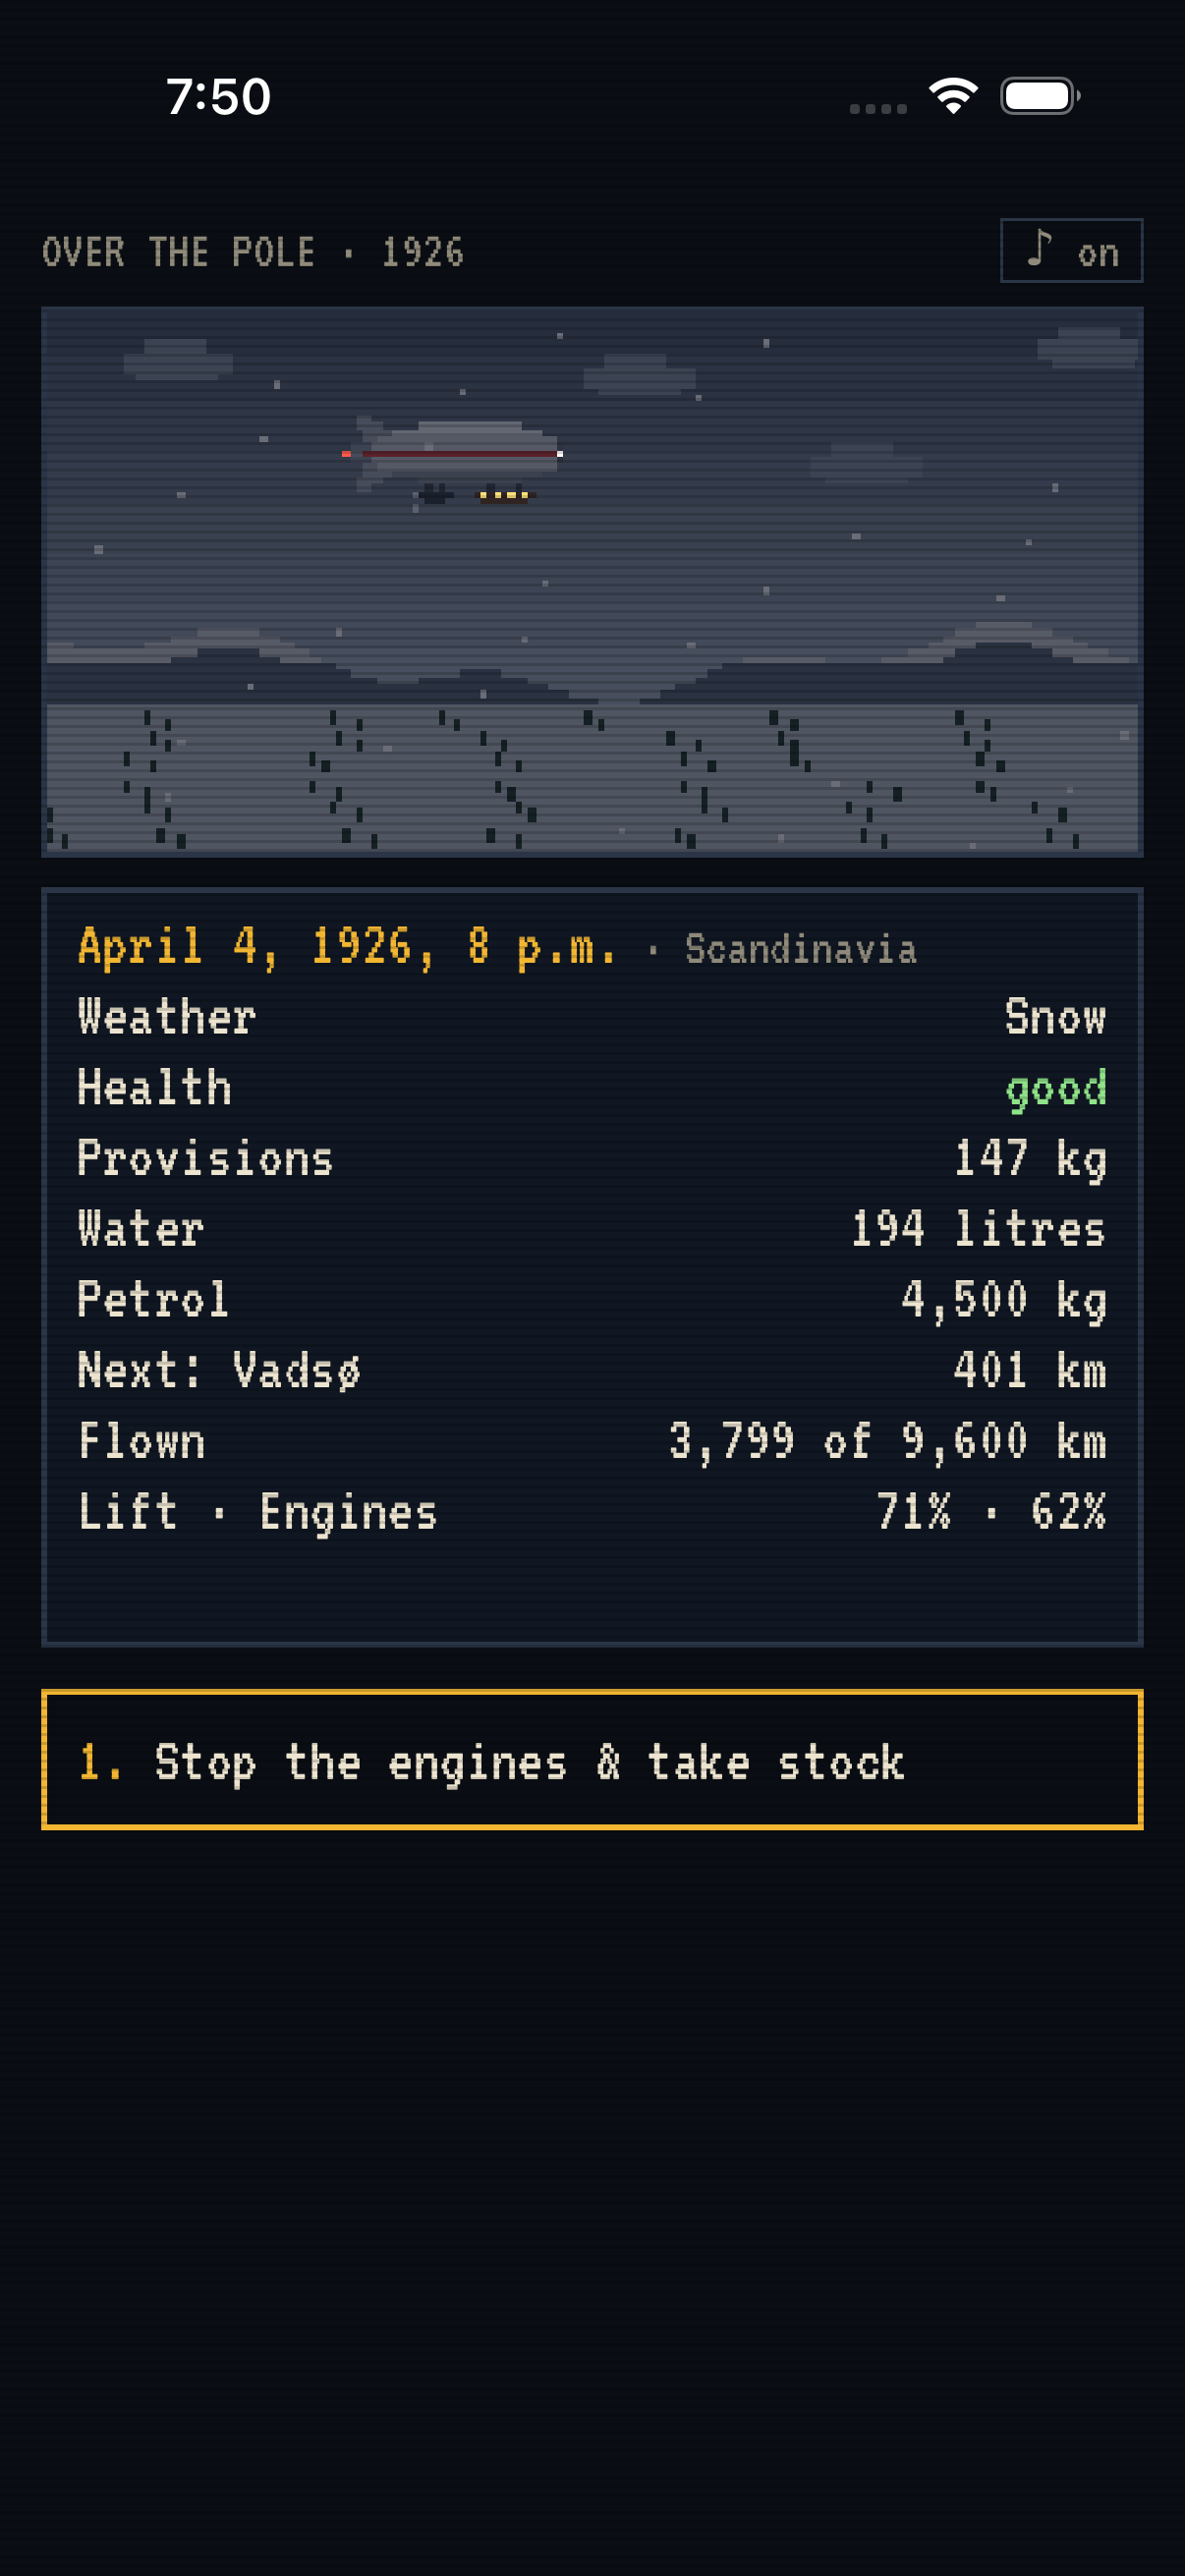 7:50
OVER THE POLE · 1926
♪ on
April 4, 1926, 8 p.m. · Scandinavia
Weather Snow
Health good
Provisions 147 kg
Water 194 litres
Petrol 4,500 kg
Next: Vadsø 401 km
Flown 3,799 of 9,600 km
Lift · Engines 71% · 62%
1. Stop the engines & take stock